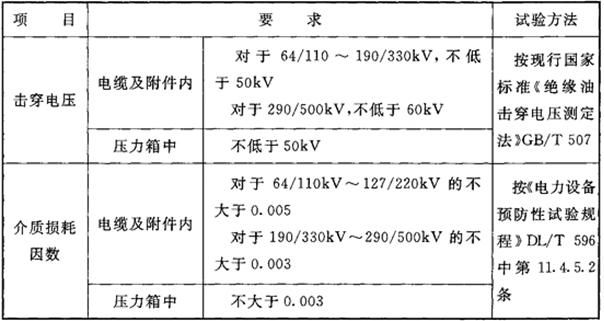 项 目 要 求 试验方法
击穿电压
电缆及附件内
对于 64/110～190/330kV,不低
于 50kV
对于 290/500kV,不低于 60kV
压力箱中
不低于 50kV
按现行国家
标准《绝缘油
击穿电压测定
法》GB/T 507
介质损耗
因数
电缆及附件内
对于 64/110kV～127/220kV 的不
大于 0.005
对于 190/330kV～290/500kV 的不
大于 0.003
压力箱中
不大于 0.003
按《电力设备
预防性试验规
程》DL/T 596
中第 11.4.5.2
条